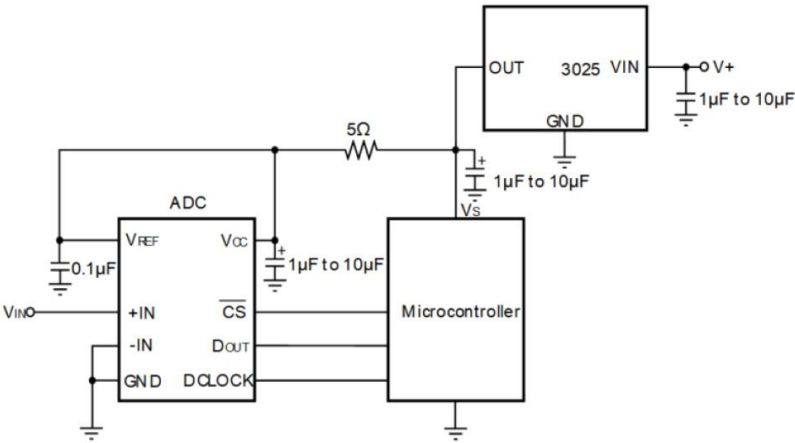 OUT 3025 VIN V+
1µF to 10µF
GND
5Ω
+
1µF to 10µF
ADC
VS
VREF VCC
+
0.1µF 1µF to 10µF
VIN +IN CS Microcontroller
-IN DOUT
GND DCLOCK